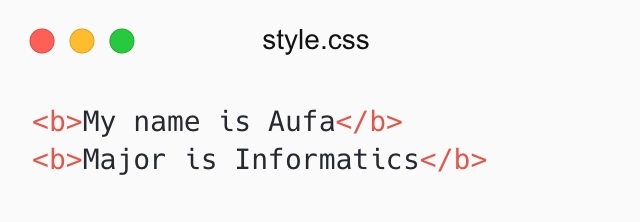 style.css
<b>My name is Aufa</b>
<b>Major is Informatics</b>